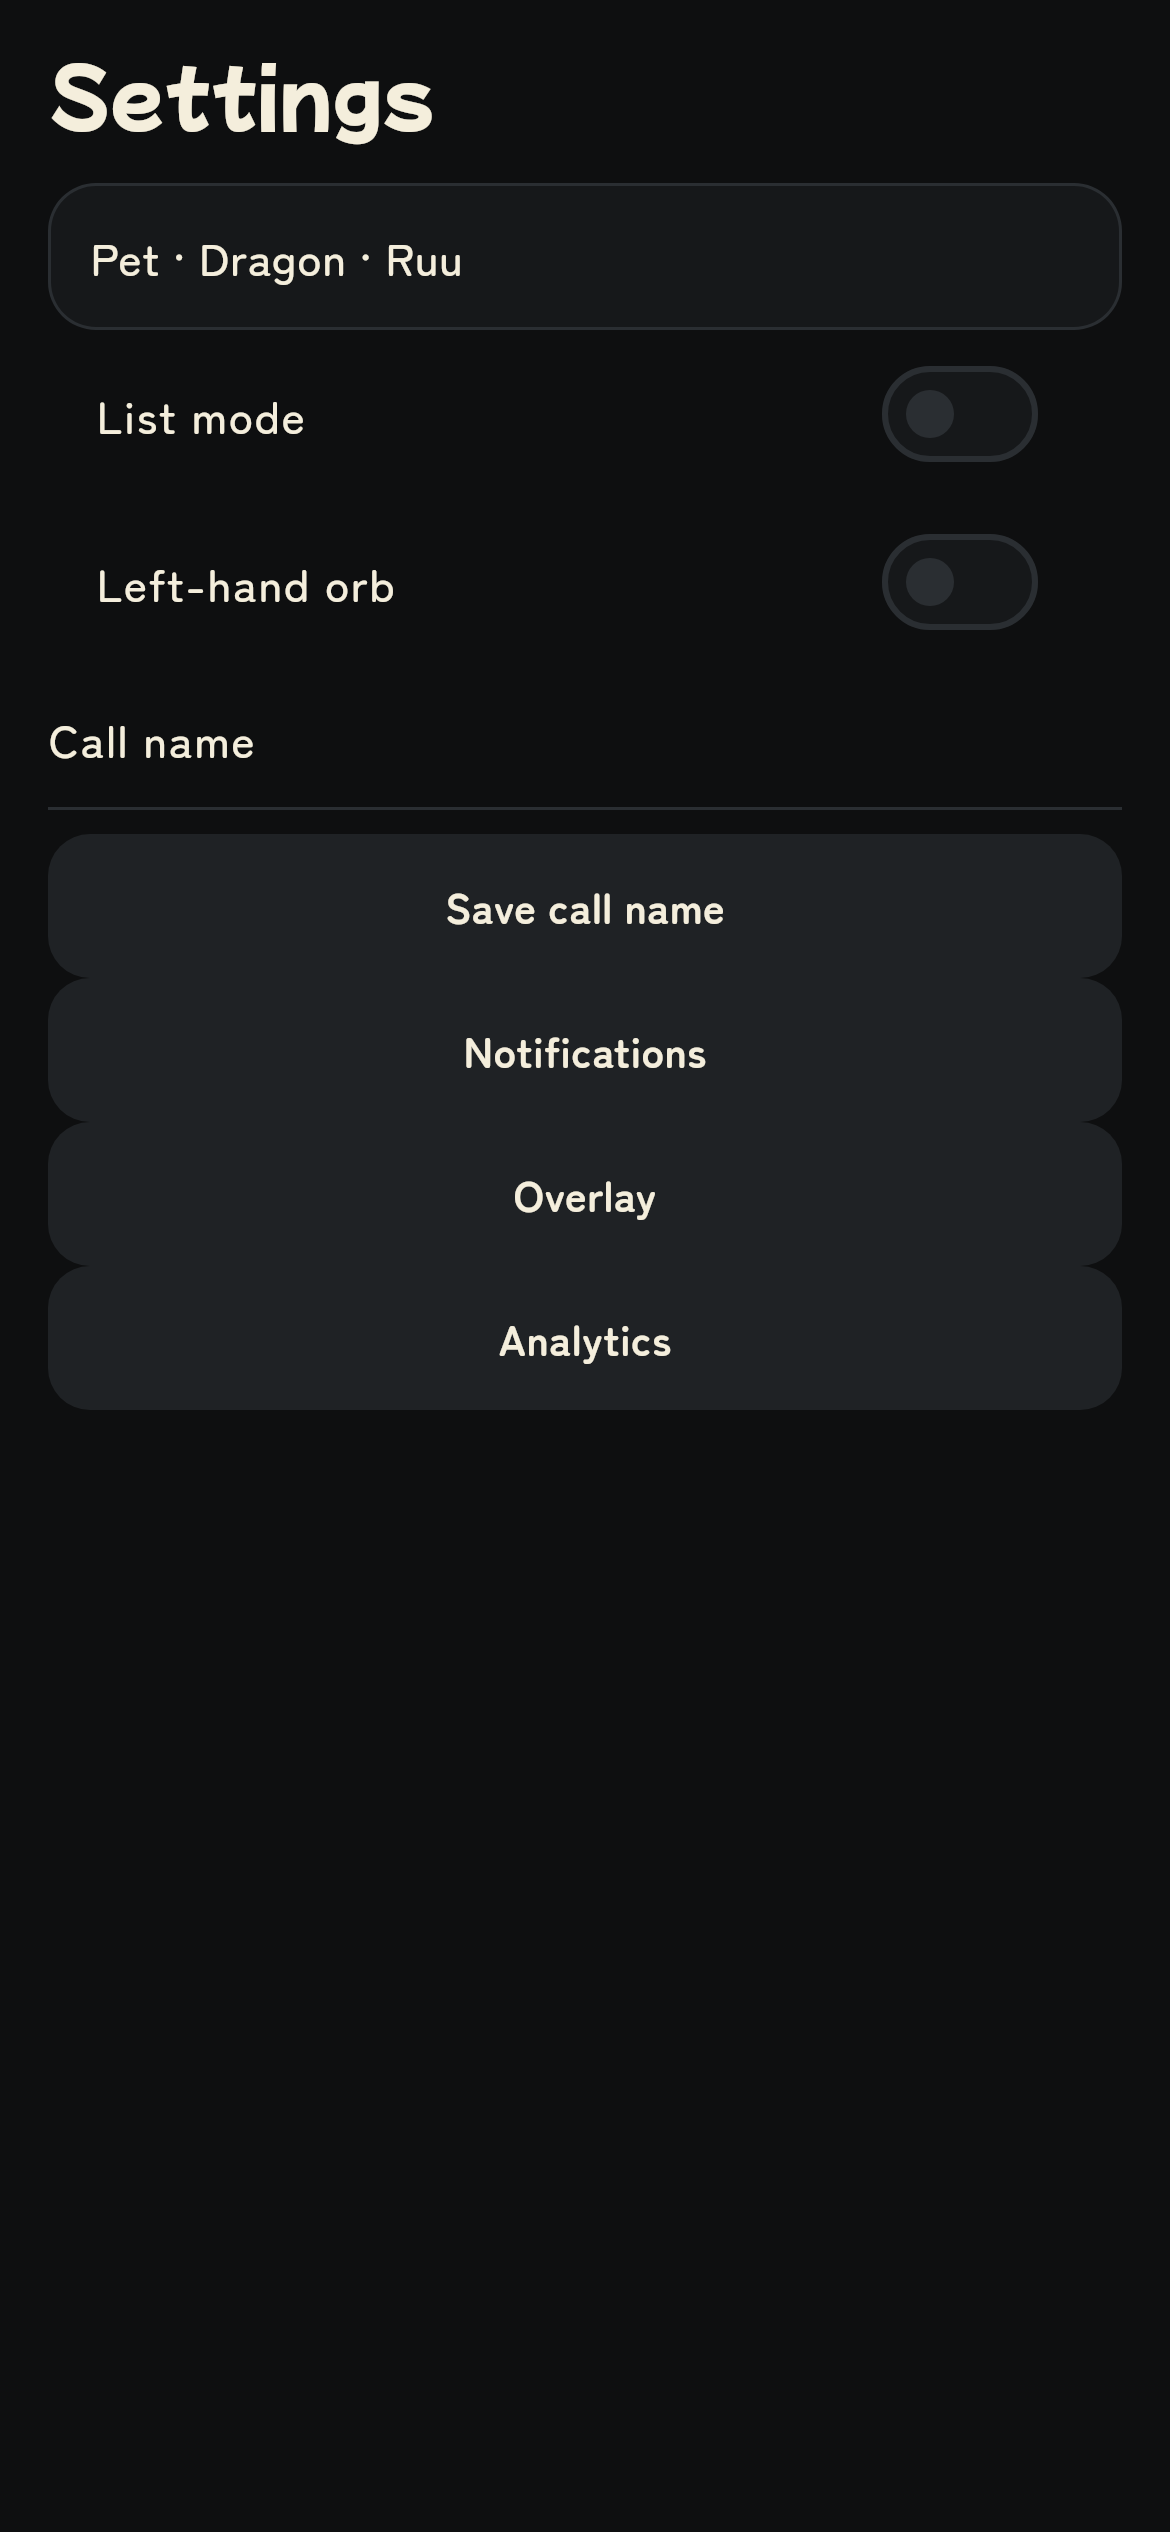 Settings
Pet · Dragon · Ruu
List mode
Left-hand orb
Call name
Save call name
Notifications
Overlay
Analytics